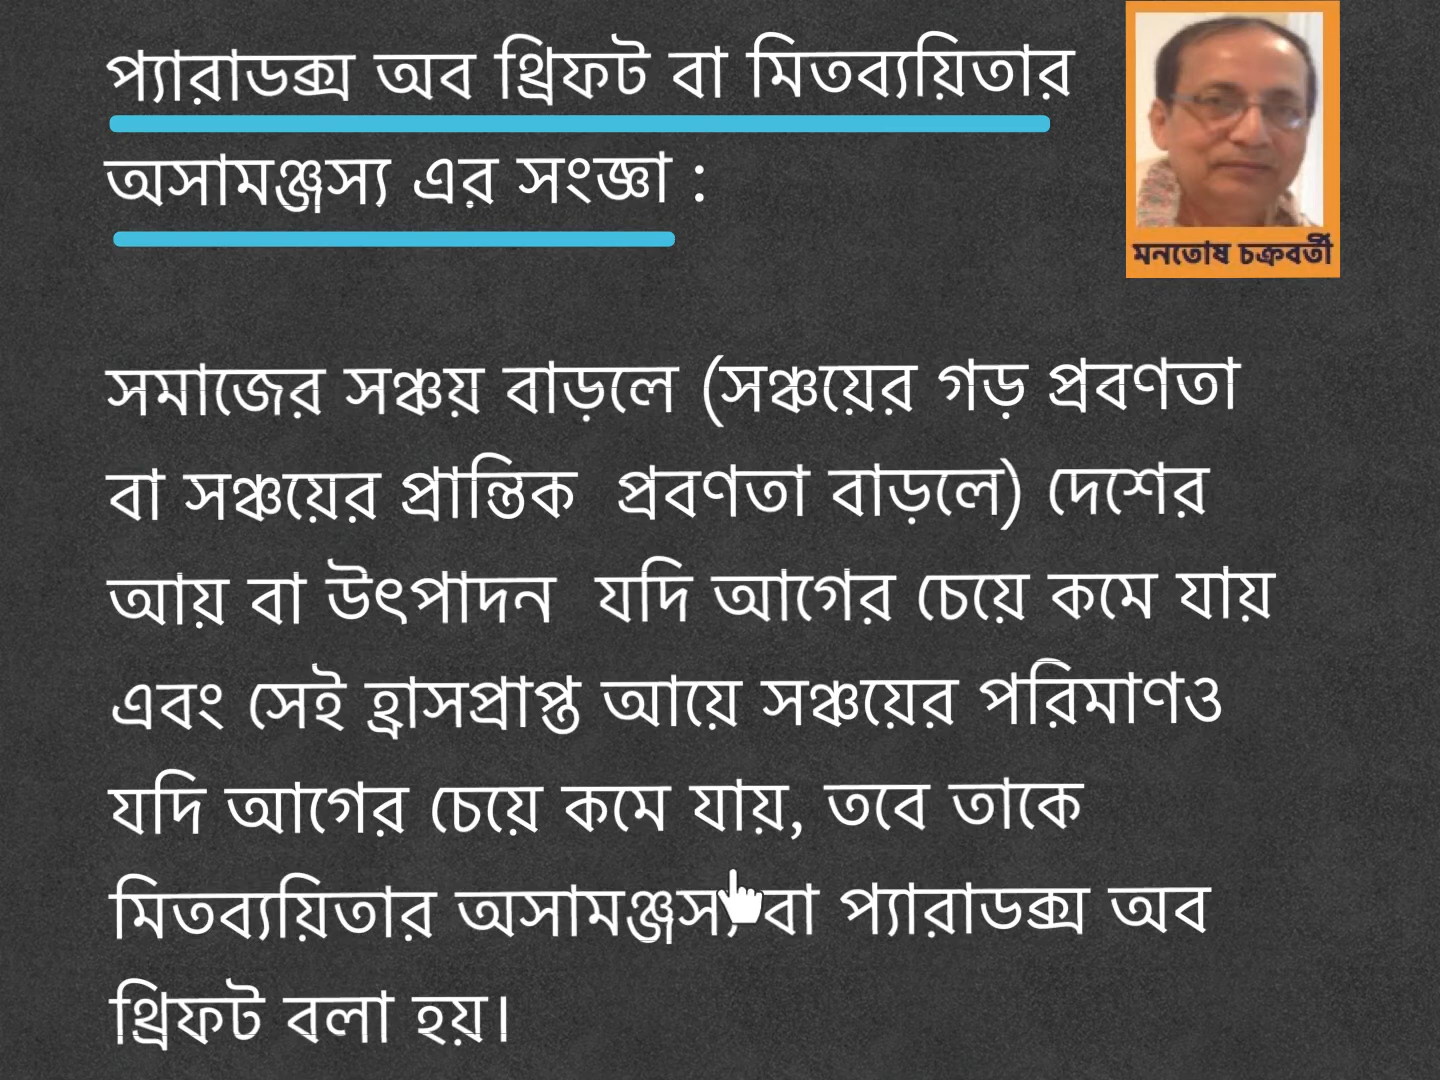 প্যারাডক্স অব থ্রিফট বা মিতব্যয়িতার
অসামঞ্জস্য এর সংজ্ঞা :
মনতোষ চক্রবর্তী
সমাজের সঞ্চয় বাড়লে (সঞ্চয়ের গড় প্রবণতা
বা সঞ্চয়ের প্রান্তিক প্রবণতা বাড়লে) দেশের
আয় বা উৎপাদন যদি আগের চেয়ে কমে যায়
এবং সেই হ্রাসপ্রাপ্ত আয়ে সঞ্চয়ের পরিমাণও
যদি আগের চেয়ে কমে যায়, তবে তাকে
মিতব্যয়িতার অসামঞ্জস্য বা প্যারাডক্স অব
থ্রিফট বলা হয়।